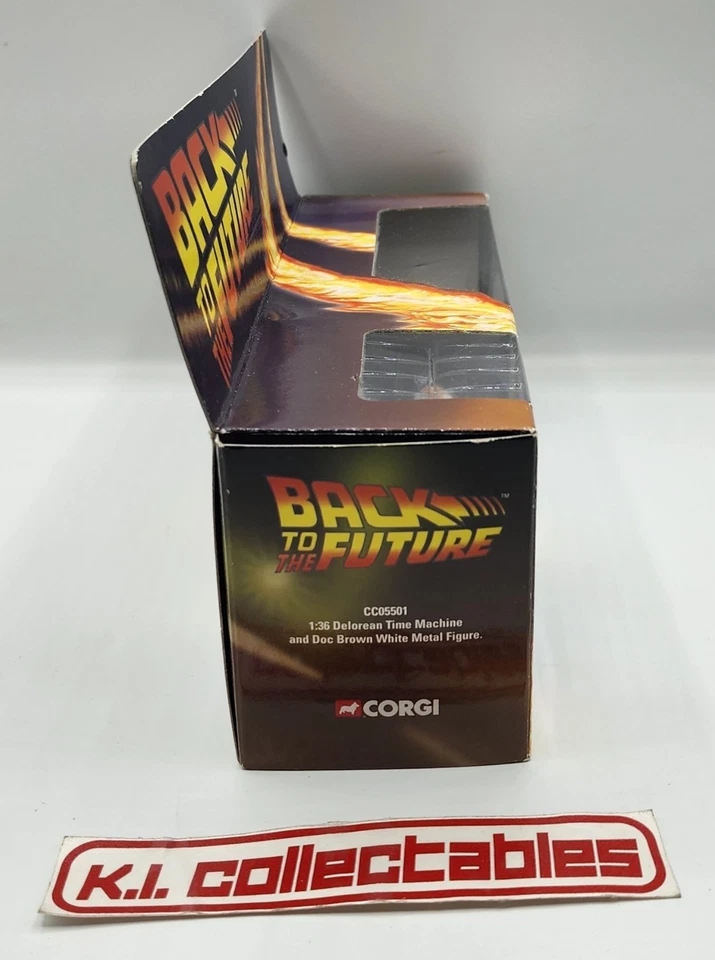 BACK
TO
THE FUTURE
BACK ™
TO
THE FUTURE
CC05501
1:36 Delorean Time Machine
and Doc Brown White Metal Figure.
CORGI
K.I. COLLECTABLES